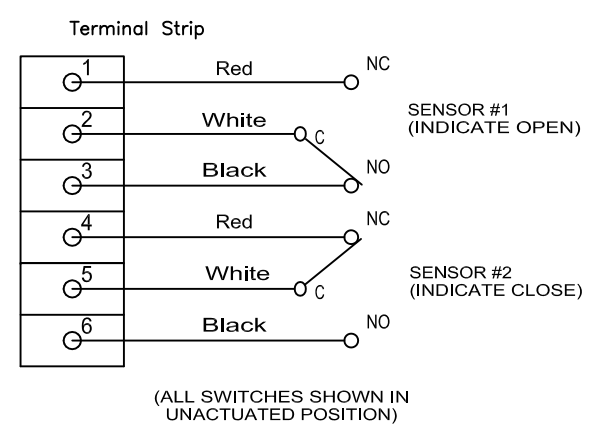 Terminal Strip
1 Red NC
2 White C
SENSOR #1
(INDICATE OPEN)
3 Black NO
4 Red NC
5 White C
SENSOR #2
(INDICATE CLOSE)
6 Black NO
(ALL SWITCHES SHOWN IN
UNACTUATED POSITION)